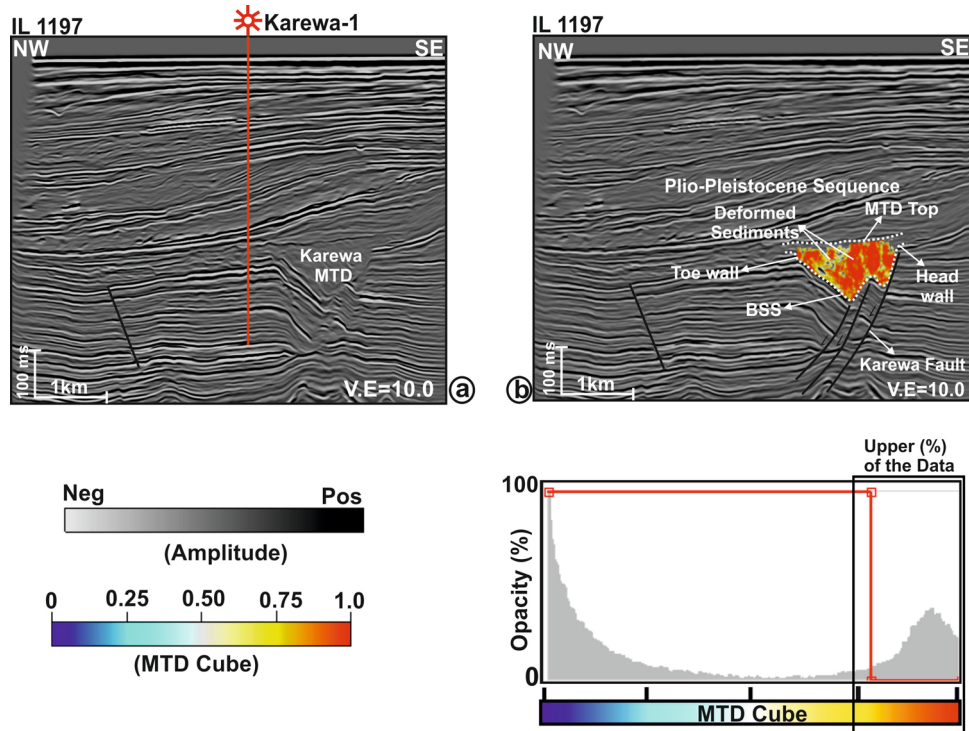 IL 1197
Karewa-1
NW
SE
Karewa
MTD
100 ms
1km
V.E=10.0
a
IL 1197
NW
SE
Plio-Pleistocene Sequence
Deformed
Sediments
MTD Top
Toe wall
Head
wall
BSS
Karewa Fault
100 ms
1km
V.E=10.0
b
Neg
Pos
(Amplitude)
0 0.25 0.50 0.75 1.0
(MTD Cube)
Upper (%)
of the Data
100
Opacity (%)
0
MTD Cube